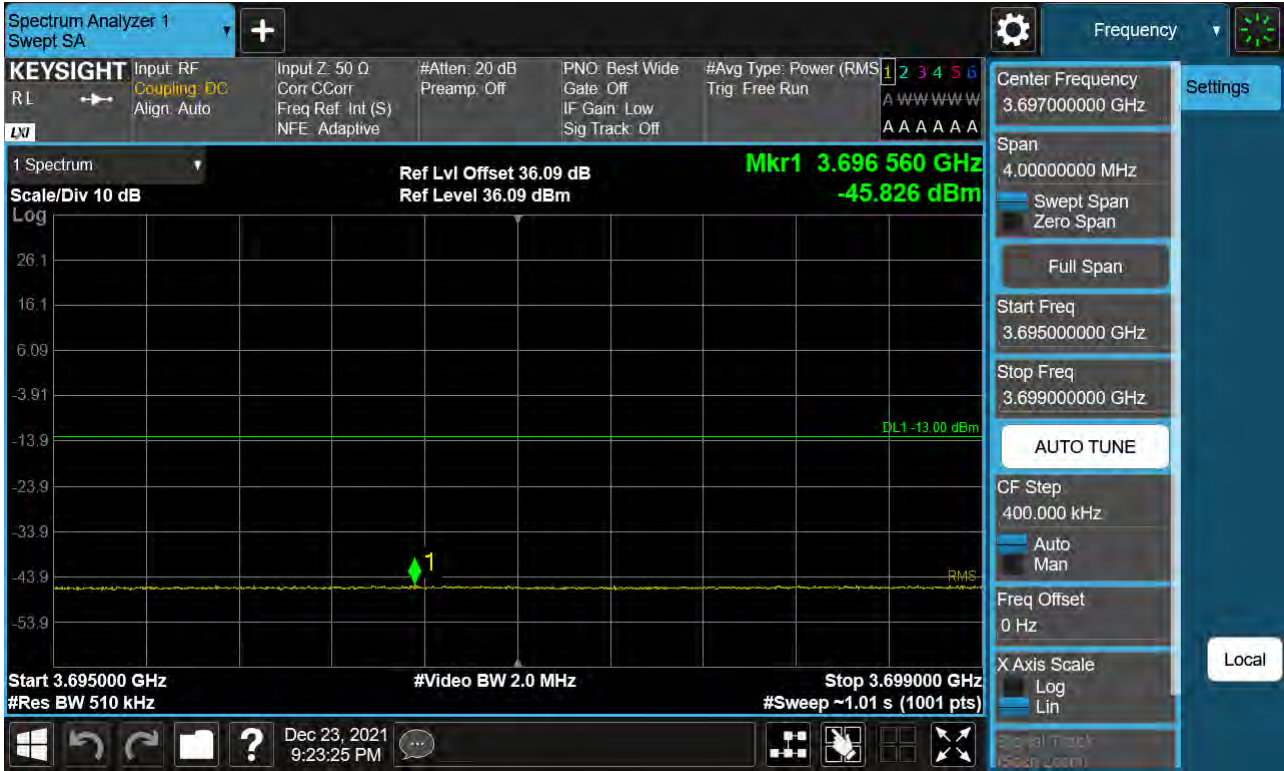 Spectrum Analyzer 1
Swept SA
Frequency
KEYSIGHT
RL
LXI
Input: RF
Coupling: DC
Align: Auto
Input Z: 50 Ω
Corr CCorr
Freq Ref: Int (S)
NFE: Adaptive
#Atten: 20 dB
Preamp: Off
PNO: Best Wide
Gate: Off
IF Gain: Low
Sig Track: Off
#Avg Type: Power (RMS
Trig: Free Run
1 2 3 4 5 6
A W W W W W
A A A A A A
1 Spectrum
Scale/Div 10 dB
Log
Ref Lvl Offset 36.09 dB
Ref Level 36.09 dBm
Mkr1 3.696 560 GHz
-45.826 dBm
26.1
16.1
6.09
-3.91
-13.9
-23.9
-33.9
-43.9
-53.9
DL1 -13.00 dBm
1
RMS
Start 3.695000 GHz
#Res BW 510 kHz
#Video BW 2.0 MHz
Stop 3.699000 GHz
#Sweep ~1.01 s (1001 pts)
Center Frequency
3.697000000 GHz
Span
4.00000000 MHz
Swept Span
Zero Span
Full Span
Start Freq
3.695000000 GHz
Stop Freq
3.699000000 GHz
AUTO TUNE
CF Step
400.000 kHz
Auto
Man
Freq Offset
0 Hz
X Axis Scale
Log
Lin
Signal Track
(Span Zoom)
Settings
Local
?
Dec 23, 2021
9:23:25 PM